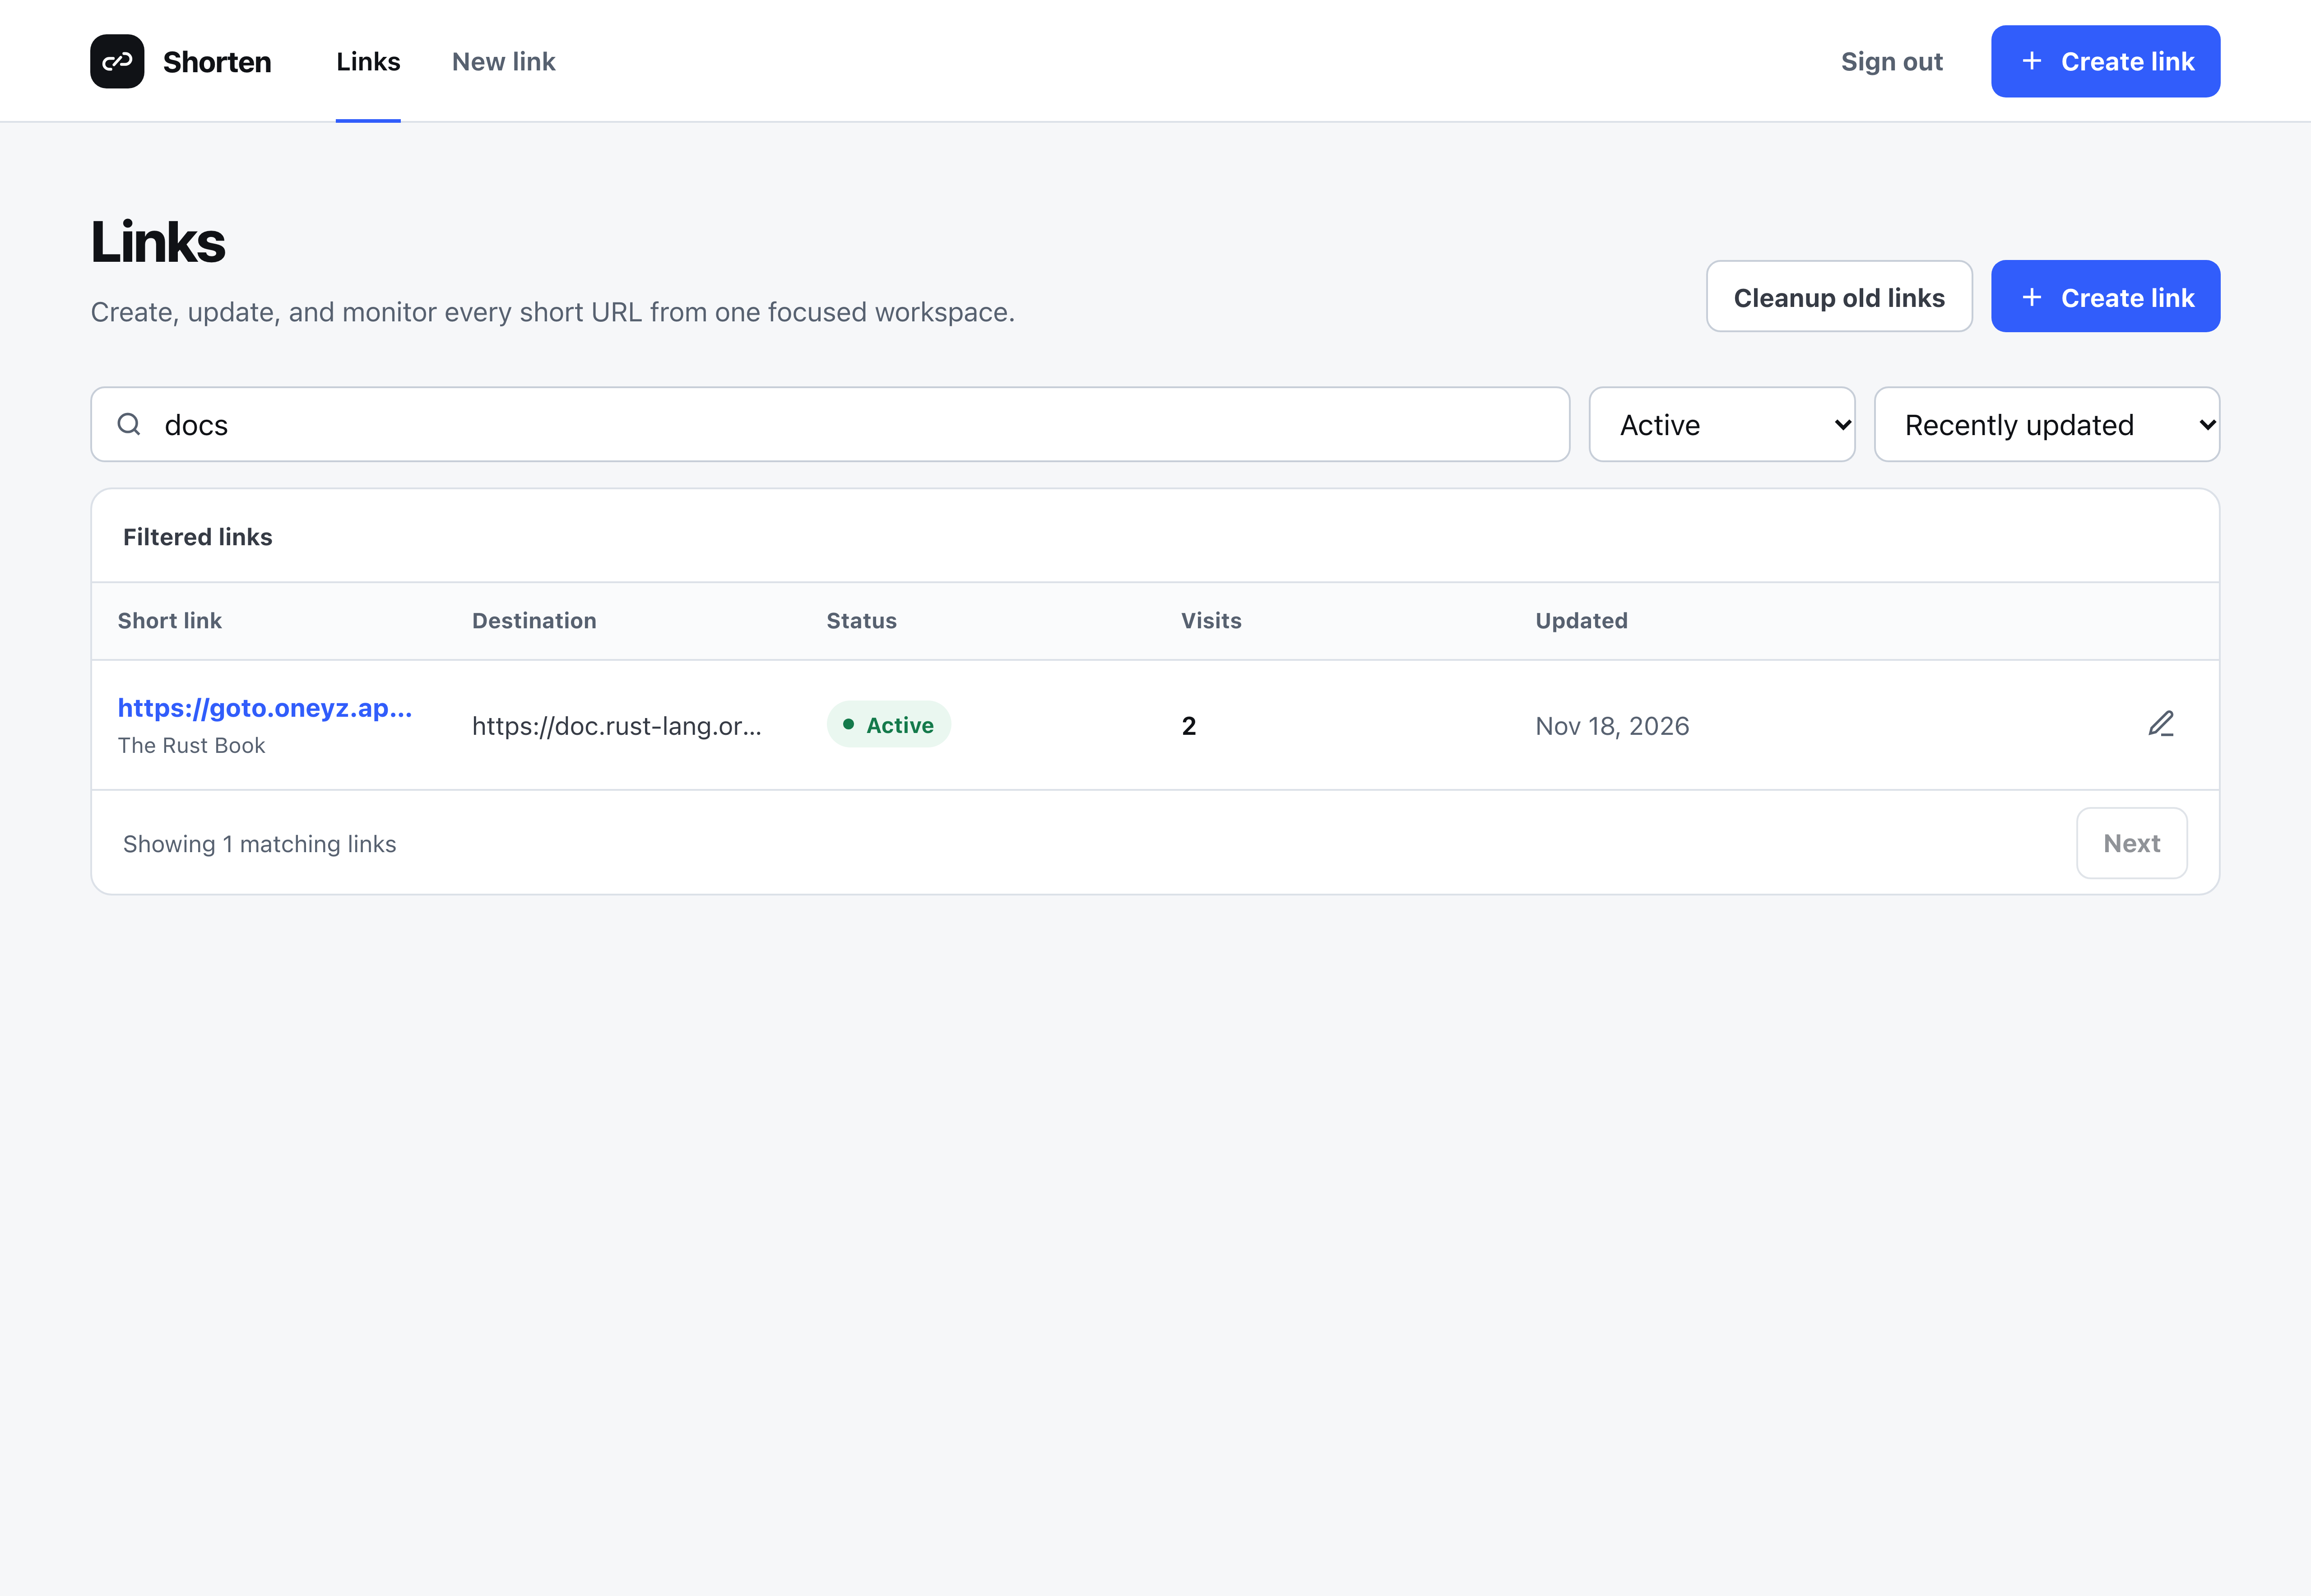 Shorten
Links
New link
Sign out
Create link
Links
Create, update, and monitor every short URL from one focused workspace.
Cleanup old links
Create link
docs
Active
Recently updated
Filtered links
Short link
Destination
Status
Visits
Updated
https://goto.oneyz.ap...
The Rust Book
https://doc.rust-lang.or...
Active
2
Nov 18, 2026
Showing 1 matching links
Next